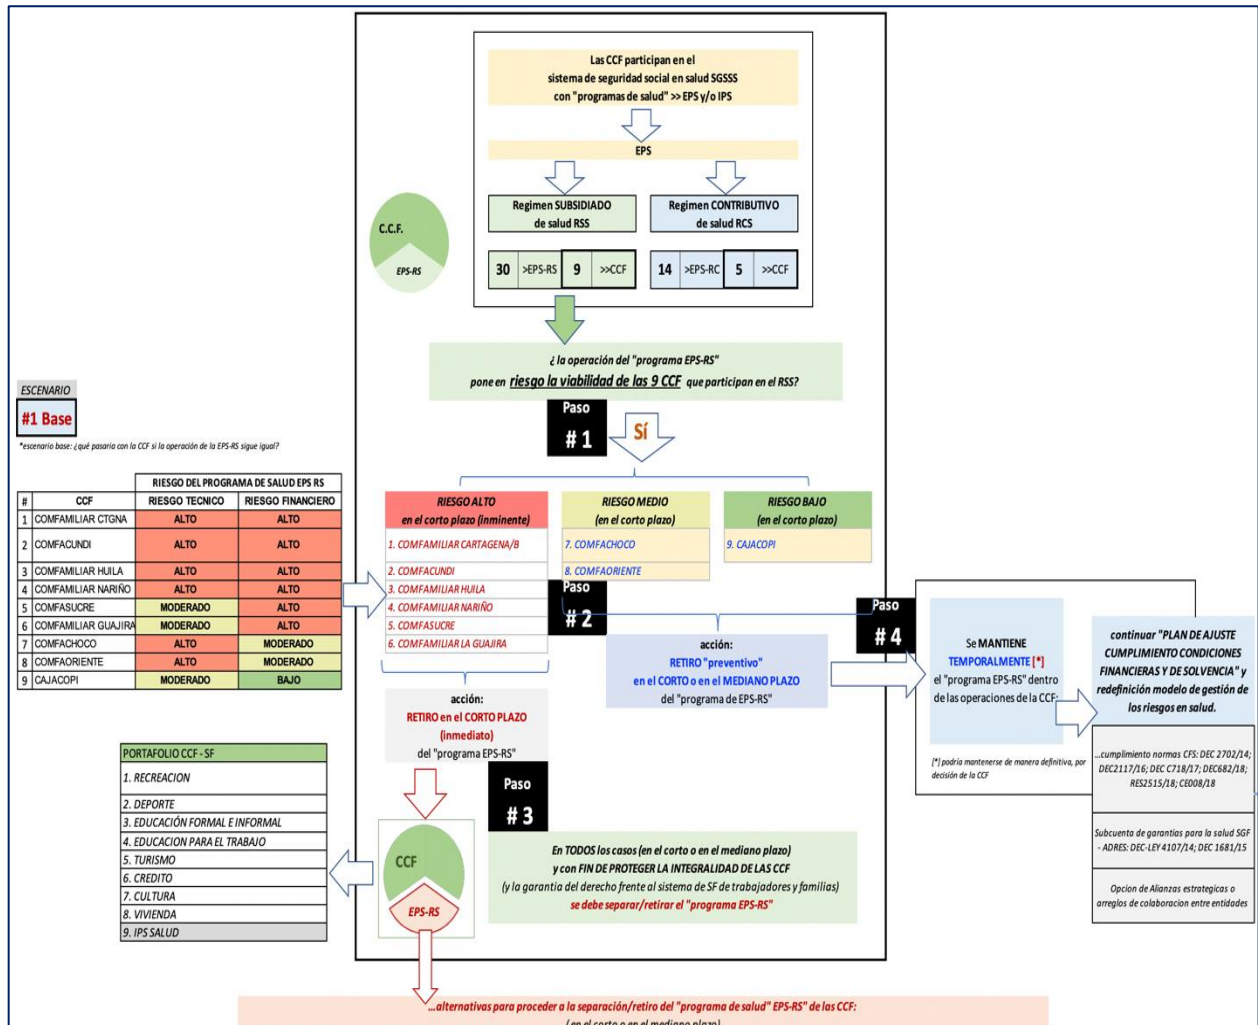 Las CCF participan en el
sistema de seguridad social en salud SGSSS
con "programas de salud" >> EPS y/o IPS
EPS
Regimen SUBSIDIADO
de salud RSS
Regimen CONTRIBUTIVO
de salud RCS
30 >EPS-RS 9 >>CCF
14 >EPS-RC 5 >>CCF
C.C.F.
EPS-RS
¿ la operación del "programa EPS-RS"
pone en riesgo la viabilidad de las 9 CCF que participan en el RSS?
ESCENARIO
#1 Base
*escenario base: ¿qué pasaria con la CCF si la operación de la EPS-RS sigue igual?
Paso
# 1
Sí
RIESGO DEL PROGRAMA DE SALUD EPS RS
# CCF RIESGO TECNICO RIESGO FINANCIERO
1 COMFAMILIAR CTGNA ALTO ALTO
2 COMFACUNDI ALTO ALTO
3 COMFAMILIAR HUILA ALTO ALTO
4 COMFAMILIAR NARIÑO ALTO ALTO
5 COMFASUCRE MODERADO ALTO
6 COMFAMILIAR GUAJIRA MODERADO ALTO
7 COMFACHOCO ALTO MODERADO
8 COMFAORIENTE ALTO MODERADO
9 CAJACOPI MODERADO BAJO
RIESGO ALTO
en el corto plazo (inminente)
1. COMFAMILIAR CARTAGENA/B
2. COMFACUNDI
3. COMFAMILIAR HUILA
4. COMFAMILIAR NARIÑO
5. COMFASUCRE
6. COMFAMILIAR LA GUAJIRA
RIESGO MEDIO
(en el corto plazo)
7. COMFACHOCO
8. COMFAORIENTE
RIESGO BAJO
(en el corto plazo)
9. CAJACOPI
Paso
# 2
acción:
RETIRO "preventivo"
en el CORTO o en el MEDIANO PLAZO
del "programa de EPS-RS"
Paso
# 4
Se MANTIENE
TEMPORALMENTE [*]
el "programa EPS-RS" dentro
de las operaciones de la CCF:
[*] podria mantenerse de manera definitiva, por
decisión de la CCF
continuar "PLAN DE AJUSTE
CUMPLIMIENTO CONDICIONES
FINANCIERAS Y DE SOLVENCIA" y
redefinición modelo de gestión de
los riesgos en salud.
...cumplimiento normas CFS: DEC 2702/14;
DEC2117/16; DEC C718/17; DEC682/18;
RES2515/18; CE008/18
Subcuenta de garantias para la salud SGF
- ADRES: DEC-LEY 4107/14; DEC 1681/15
Opcion de Alianzas estrategicas o
arreglos de colaboracion entre entidades
acción:
RETIRO en el CORTO PLAZO
(inmediato)
del "programa EPS-RS"
Paso
# 3
PORTAFOLIO CCF - SF
1. RECREACION
2. DEPORTE
3. EDUCACIÓN FORMAL E INFORMAL
4. EDUCACION PARA EL TRABAJO
5. TURISMO
6. CREDITO
7. CULTURA
8. VIVIENDA
9. IPS SALUD
CCF
EPS-RS
En TODOS los casos (en el corto o en el mediano plazo)
y con FIN DE PROTEGER LA INTEGRALIDAD DE LAS CCF
(y la garantia del derecho frente al sistema de SF de trabajadores y familias)
se debe separar/retirar el "programa EPS-RS"
...alternativas para proceder a la separación/retiro del "programa de salud" EPS-RS" de las CCF:
( en el corto o en el mediano plazo)